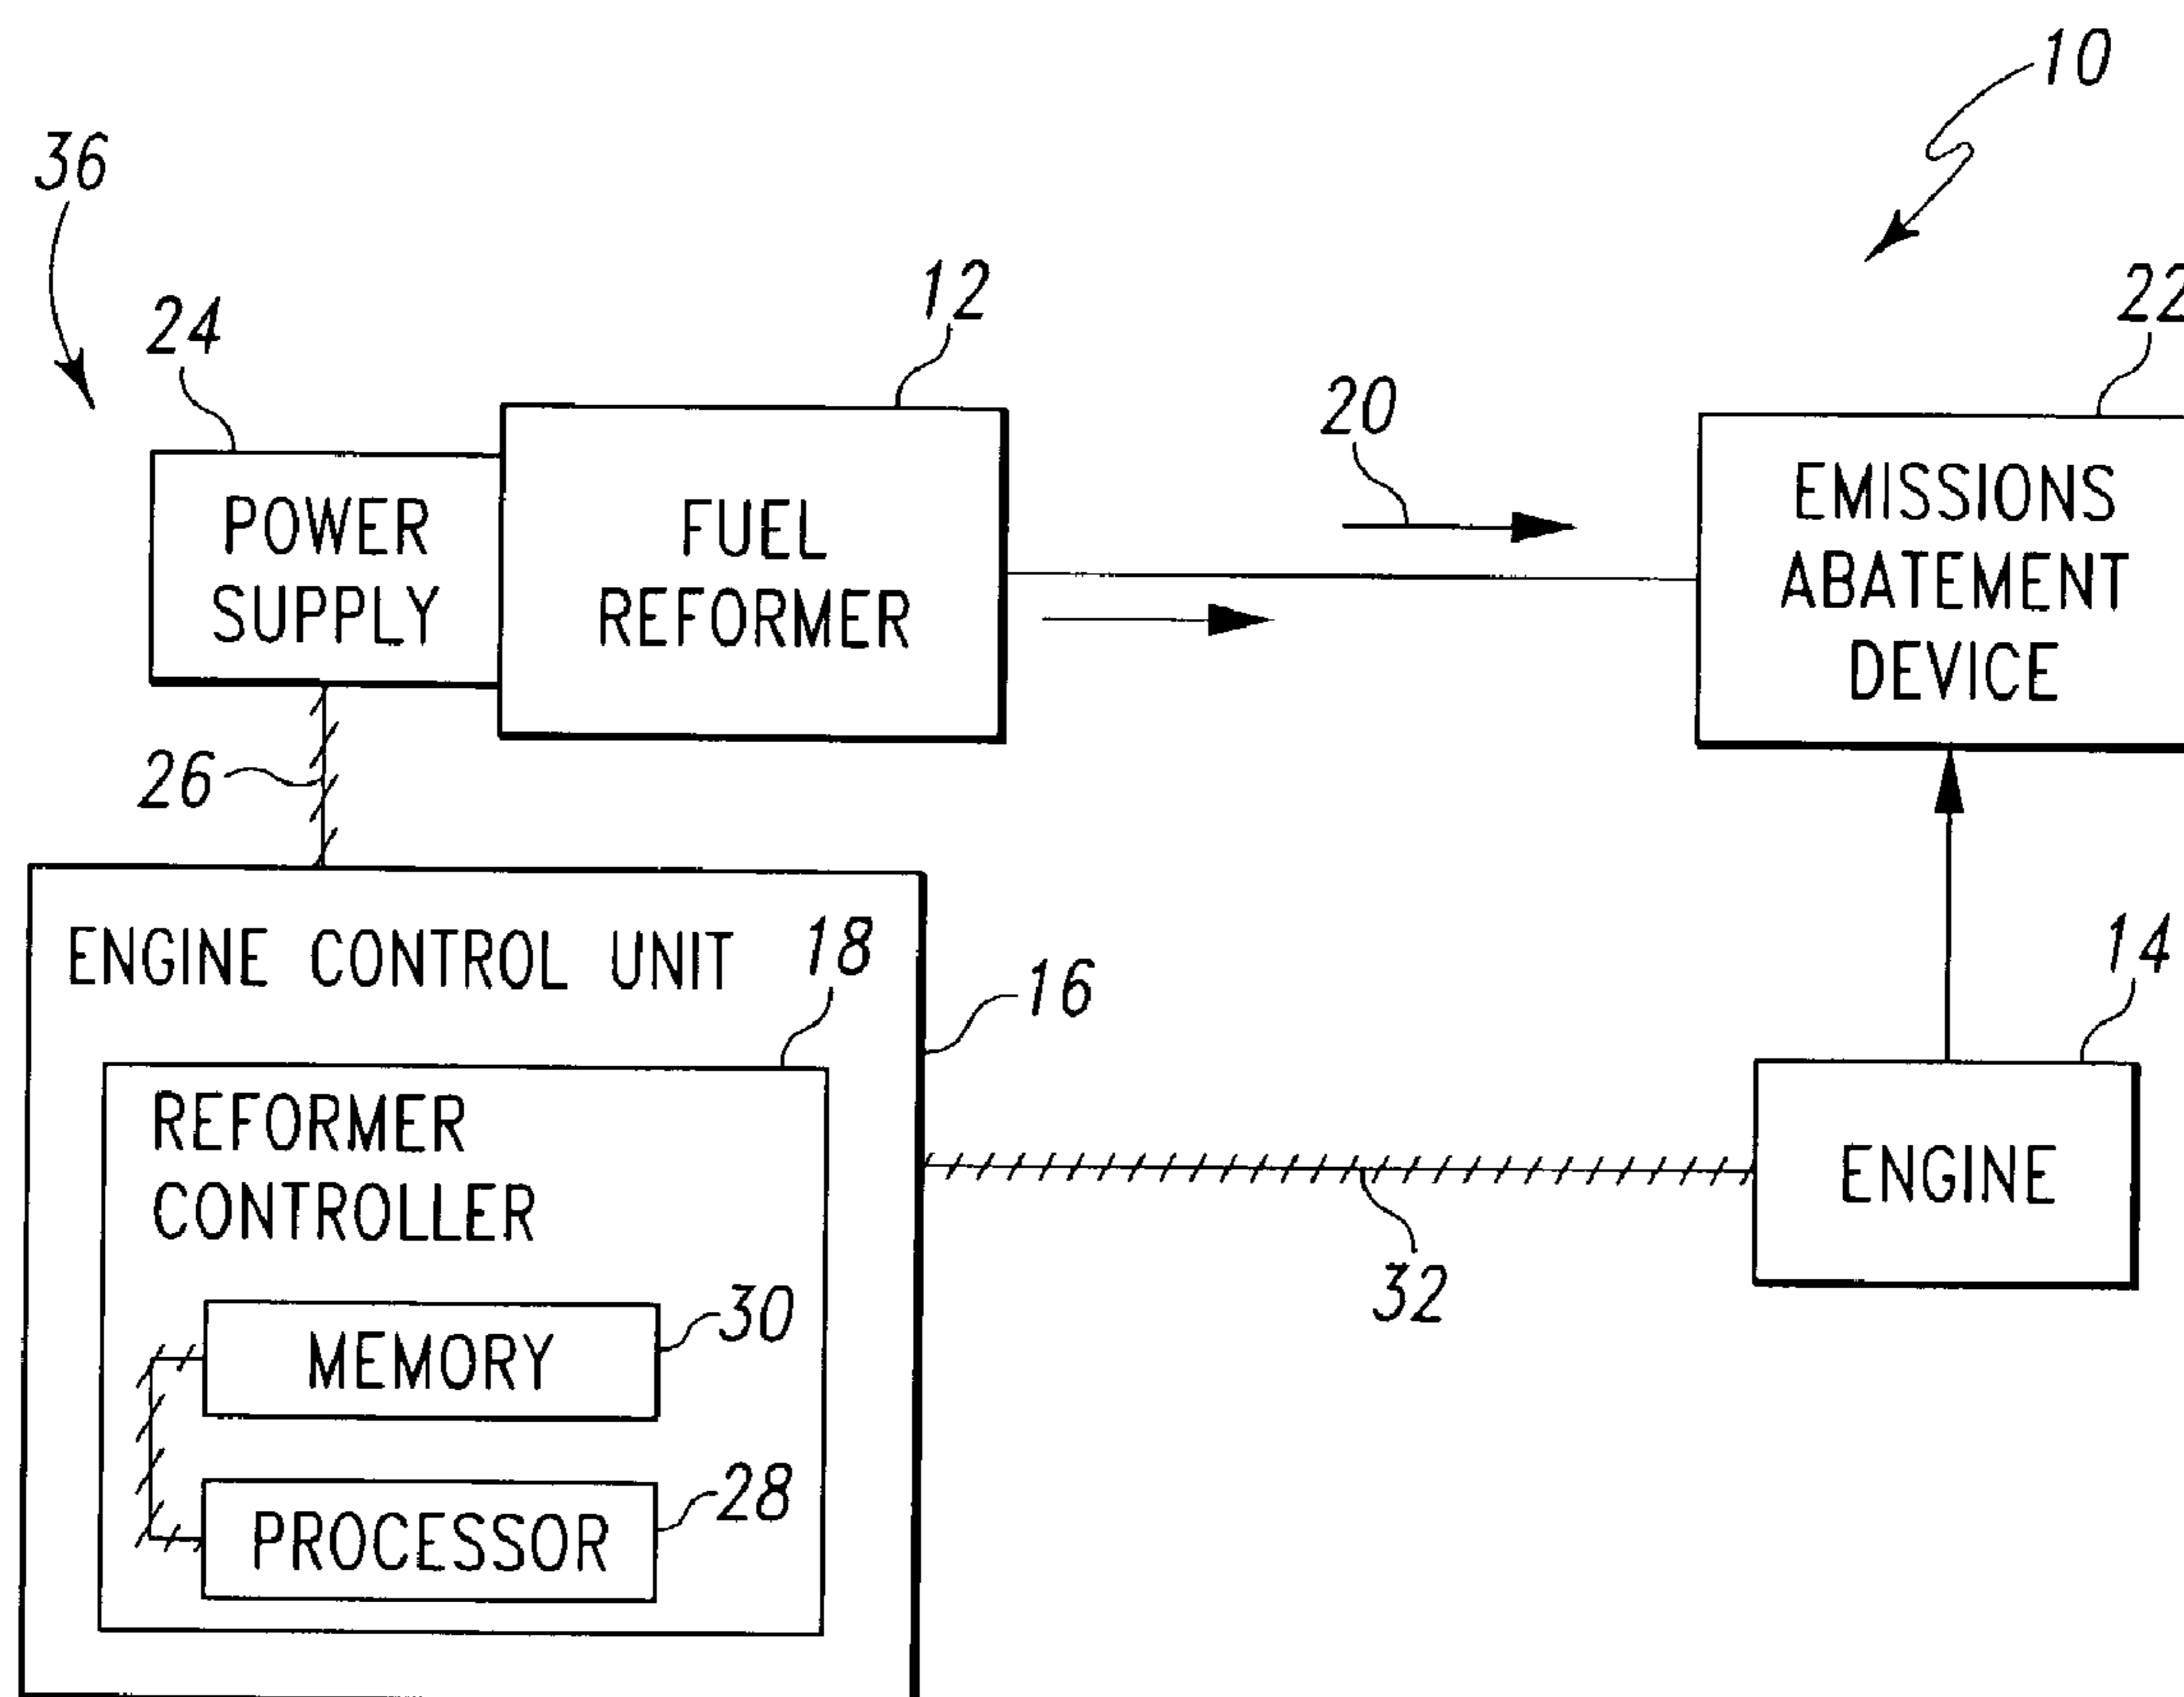 10
36
12
22
24
20
POWER
SUPPLY
FUEL
REFORMER
EMISSIONS
ABATEMENT
DEVICE
26
ENGINE CONTROL UNIT
18
16
14
REFORMER
CONTROLLER
ENGINE
32
30
MEMORY
28
PROCESSOR